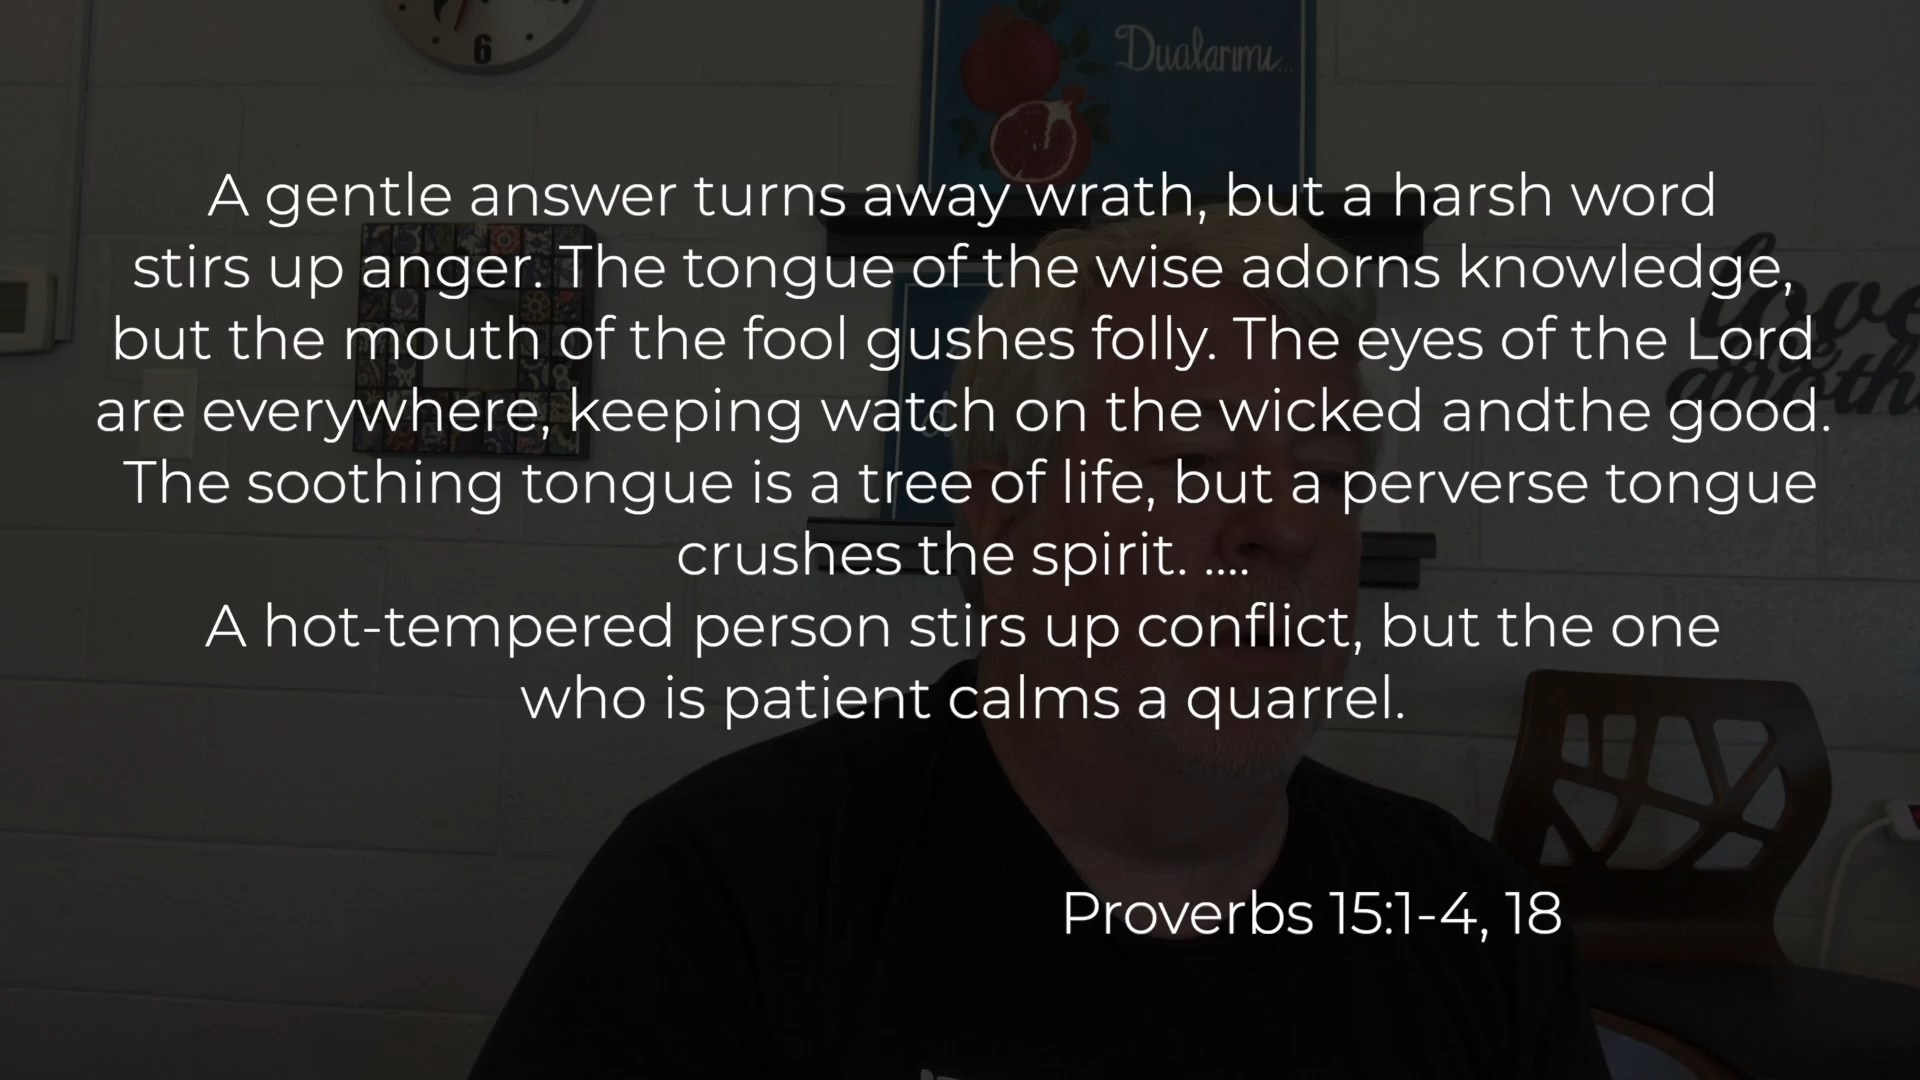 6
Dualarımı...
A gentle answer turns away wrath, but a harsh word
stirs up anger. The tongue of the wise adorns knowledge,
but the mouth of the fool gushes folly. The eyes of the Lord
are everywhere, keeping watch on the wicked andthe good.
The soothing tongue is a tree of life, but a perverse tongue
crushes the spirit. ....
A hot-tempered person stirs up conflict, but the one
who is patient calms a quarrel.
love
Proverbs 15:1-4, 18